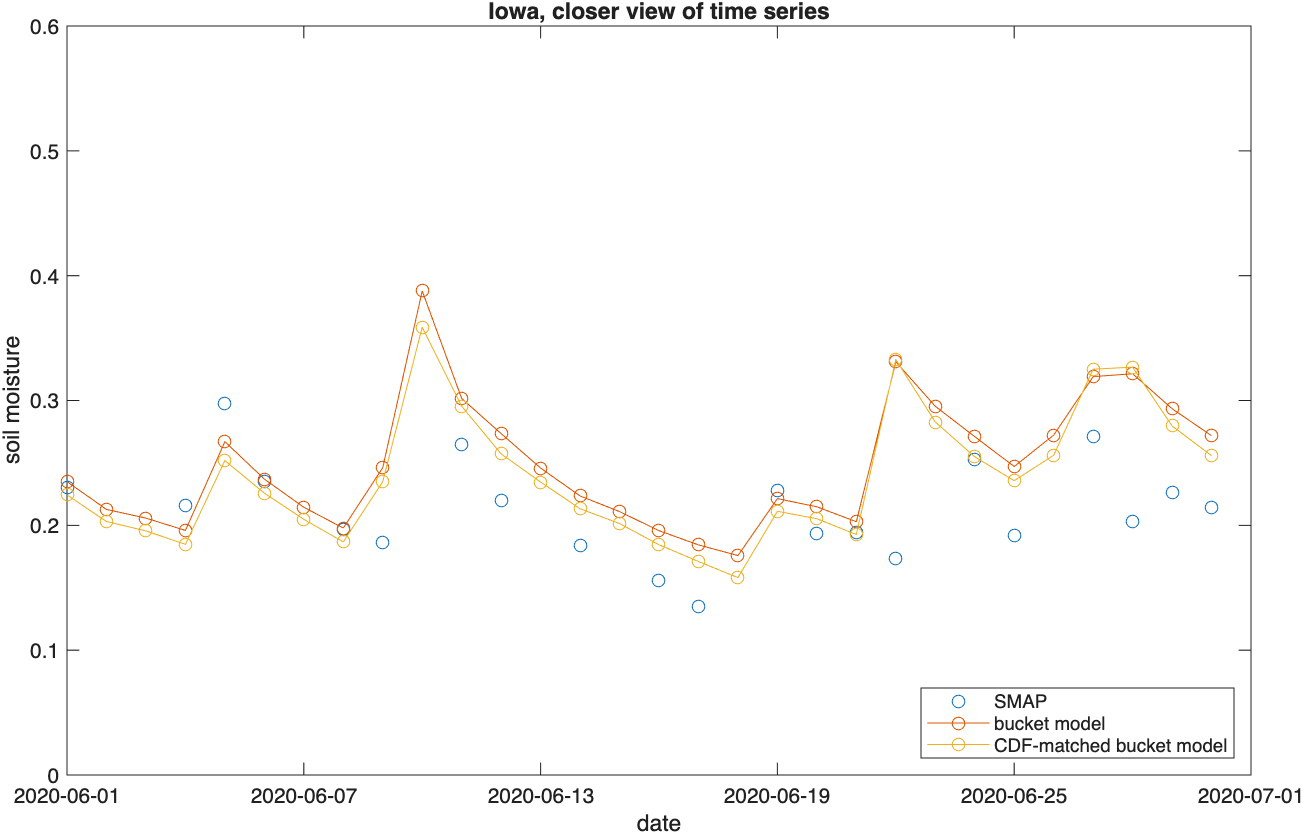 Iowa, closer view of time series
0.6
0.5
0.4
0.3
0.2
0.1
0
soil moisture
2020-06-01 2020-06-07 2020-06-13 2020-06-19 2020-06-25 2020-07-01
date
SMAP
bucket model
CDF-matched bucket model